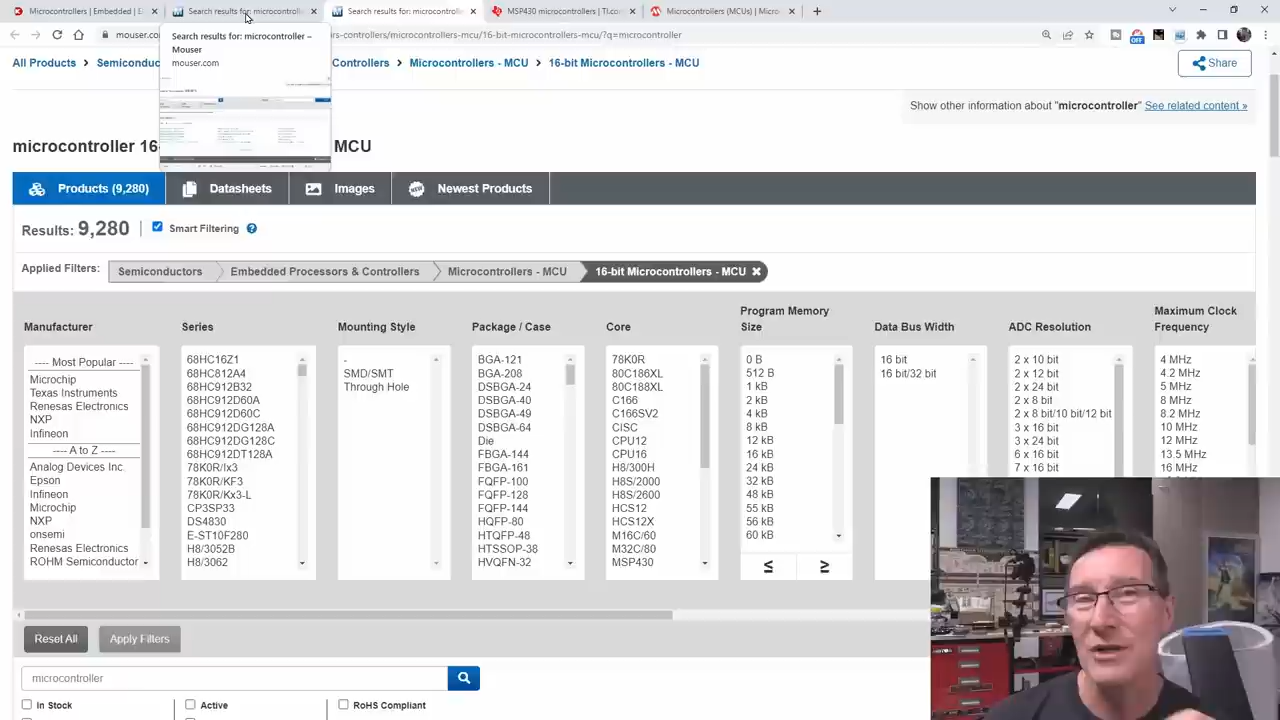 Microcontrollers | Embedded | E
Search results for: microcontrolle
Search results for: microcontrolle
MSP430 microcontrollers | TI.cor
Microcontrollers (MCUs) | Micro
mouser.co
rs-controllers/microcontrollers-mcu/16-bit-microcontrollers-mcu/?q=microcontroller
OFF
Search results for: microcontroller –
Mouser
mouser.com
All Products
Semiconduc
Controllers
Microcontrollers - MCU
16-bit Microcontrollers - MCU
Share
Show other information about "microcontroller" See related content »
microcontroller 16
MCU
Products (9,280)
Datasheets
Images
NEW
Newest Products
Results: 9,280
Smart Filtering
?
Applied Filters:
Semiconductors
Embedded Processors & Controllers
Microcontrollers - MCU
16-bit Microcontrollers - MCU
Manufacturer
---- Most Popular ----
Microchip
Texas Instruments
Renesas Electronics
NXP
Infineon
---- A to Z ----
Analog Devices Inc
Epson
Infineon
Microchip
NXP
onsemi
Renesas Electronics
ROHM Semiconductor
Series
68HC16Z1
68HC812A4
68HC912B32
68HC912D60A
68HC912D60C
68HC912DG128A
68HC912DG128C
68HC912DT128A
78K0R/Ix3
78K0R/KF3
78K0R/Kx3-L
CP3SP33
DS4830
E-ST10F280
H8/3052B
H8/3062
Mounting Style
-
SMD/SMT
Through Hole
Package / Case
BGA-121
BGA-208
DSBGA-24
DSBGA-40
DSBGA-49
DSBGA-64
Die
FBGA-144
FBGA-161
FQFP-100
FQFP-128
FQFP-144
HQFP-80
HTQFP-48
HTSSOP-38
HVQFN-32
Core
78K0R
80C186XL
80C188XL
C166
C166SV2
CISC
CPU12
CPU16
H8/300H
H8S/2000
H8S/2600
HCS12
HCS12X
M16C/60
M32C/80
MSP430
Program Memory
Size
0 B
512 B
1 kB
2 kB
4 kB
8 kB
12 kB
16 kB
24 kB
32 kB
48 kB
55 kB
56 kB
60 kB
≤
≥
Data Bus Width
16 bit
16 bit/32 bit
ADC Resolution
2 x 10 bit
2 x 12 bit
2 x 24 bit
2 x 8 bit
2 x 8 bit/10 bit/12 bit
3 x 16 bit
3 x 24 bit
6 x 16 bit
7 x 16 bit
Maximum Clock
Frequency
4 MHz
4.2 MHz
5 MHz
8 MHz
8.2 MHz
10 MHz
12 MHz
13.5 MHz
16 MHz
Reset All
Apply Filters
microcontroller
In Stock
Active
RoHS Compliant